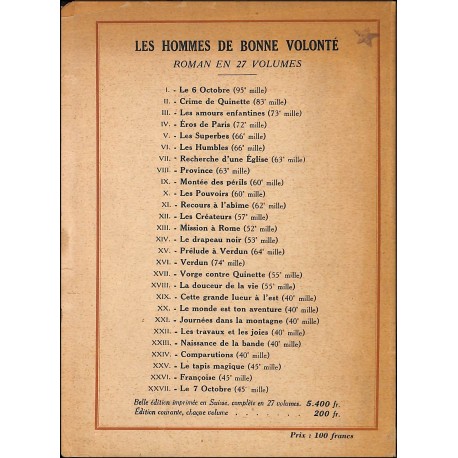 LES HOMMES DE BONNE VOLONTÉ
ROMAN EN 27 VOLUMES
I. - Le 6 Octobre (95e mille)
II. - Crime de Quinette (83e mille)
III. - Les amours enfantines (73e mille)
IV. - Éros de Paris (72e mille)
V. - Les Superbes (66e mille)
VI. - Les Humbles (66e mille)
VII. - Recherche d'une Église (63e mille)
VIII. - Province (63e mille)
IX. - Montée des périls (60e mille)
X. - Les Pouvoirs (60e mille)
XI. - Recours à l'abîme (62e mille)
XII. - Les Créateurs (57e mille)
XIII. - Mission à Rome (52e mille)
XIV. - Le drapeau noir (53e mille)
XV. - Prélude à Verdun (64e mille)
XVI. - Verdun (74e mille)
XVII. - Vorge contre Quinette (55e mille)
XVIII. - La douceur de la vie (55e mille)
XIX. - Cette grande lueur à l'est (40e mille)
XX. - Le monde est ton aventure (40e mille)
XXI. - Journées dans la montagne (40e mille)
XXII. - Les travaux et les joies (40e mille)
XXIII. - Naissance de la bande (40e mille)
XXIV. - Comparutions (40e mille)
XXV. - Le tapis magique (45e mille)
XXVI. - Françoise (45e mille)
XXVII. - Le 7 Octobre (45e mille)
Belle édition imprimée en Suisse, complète en 27 volumes. 5.400 fr.
Édition courante, chaque volume . . . . . . . 200 fr.
Prix : 100 francs